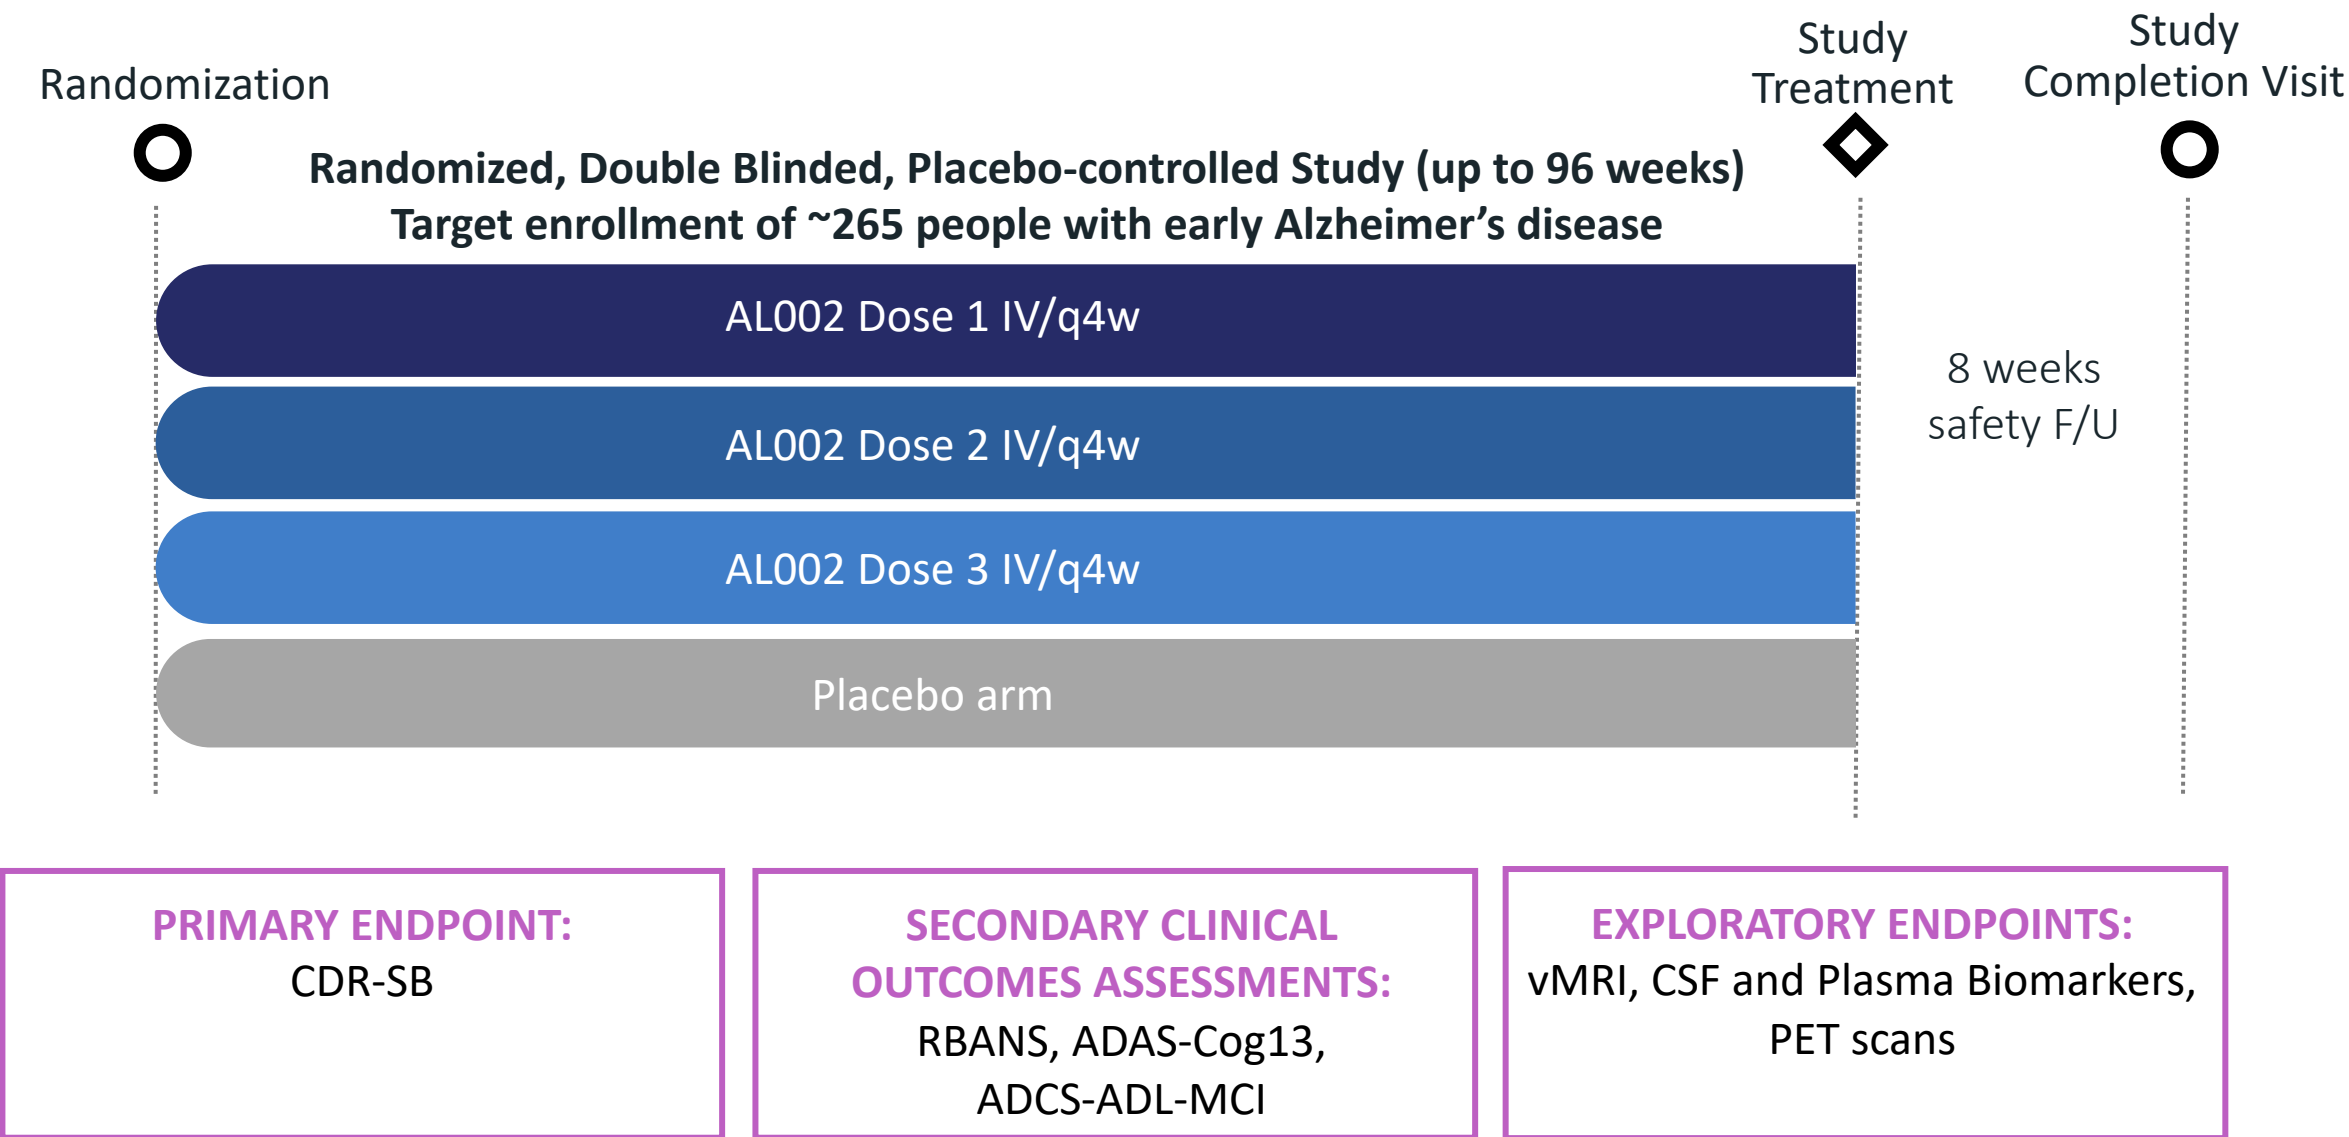 Randomization
Study
Treatment
Study
Completion Visit
Randomized, Double Blinded, Placebo-controlled Study (up to 96 weeks)
Target enrollment of ~265 people with early Alzheimer’s disease
AL002 Dose 1 IV/q4w
AL002 Dose 2 IV/q4w
AL002 Dose 3 IV/q4w
Placebo arm
8 weeks
safety F/U
PRIMARY ENDPOINT:
CDR-SB
SECONDARY CLINICAL
OUTCOMES ASSESSMENTS:
RBANS, ADAS-Cog13,
ADCS-ADL-MCI
EXPLORATORY ENDPOINTS:
vMRI, CSF and Plasma Biomarkers,
PET scans